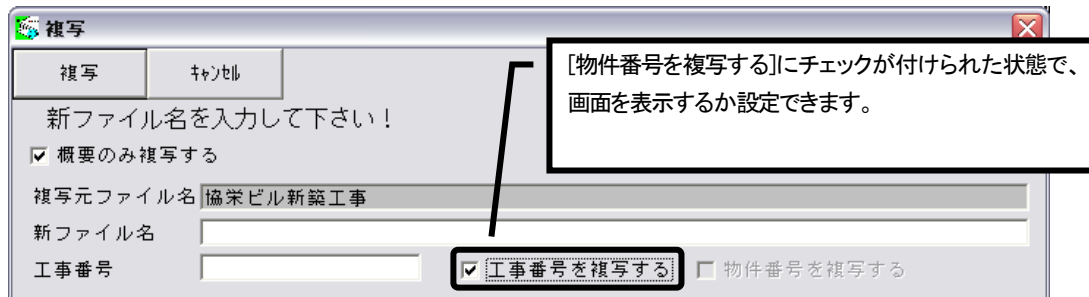 複写
複写 ｷｬﾝｾﾙ
[物件番号を複写する]にチェックが付けられた状態で、
画面を表示するか設定できます。
新ファイル名を入力して下さい！
概要のみ複写する
複写元ファイル名 協栄ビル新築工事
新ファイル名
工事番号 工事番号を複写する 物件番号を複写する